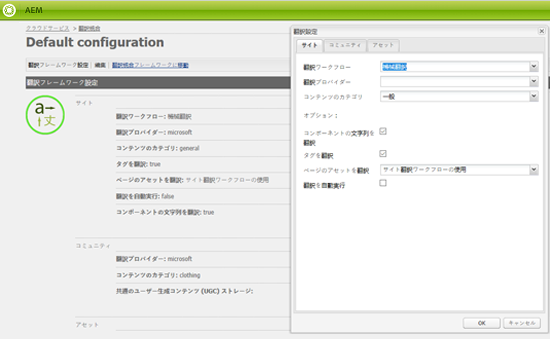 AEM
クラウドサービス > 翻訳統合
Default configuration
翻訳フレームワーク設定 | 編集 | 翻訳統合フレームワークに移動
翻訳フレームワーク設定
a→
↑丈
サイト
翻訳ワークフロー: 機械翻訳
翻訳プロバイダー: microsoft
コンテンツのカテゴリ: general
タグを翻訳: true
ページのアセットを翻訳: サイト翻訳ワークフローの使用
翻訳を自動実行: false
コンポーネントの文字列を翻訳: true
コミュニティ
翻訳プロバイダー: microsoft
コンテンツのカテゴリ: clothing
共通のユーザー生成コンテンツ (UGC) ストレージ:
アセット
翻訳設定
サイト コミュニティ アセット
翻訳ワークフロー 機械翻訳
翻訳プロバイダー
コンテンツのカテゴリ 一般
オプション :
コンポーネントの文字列を
翻訳
タグを翻訳
ページのアセットを翻訳 サイト翻訳ワークフローの使用
翻訳を自動実行
OK キャンセル